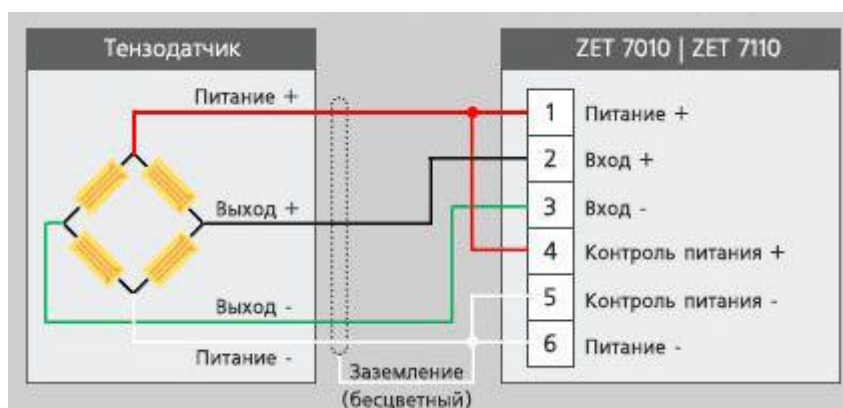 Тензодатчик
ZET 7010 | ZET 7110
Питание +
1 Питание +
2 Вход +
Выход +
3 Вход -
4 Контроль питания +
Выход -
5 Контроль питания -
6 Питание -
Питание -
Заземление
(бесцветный)